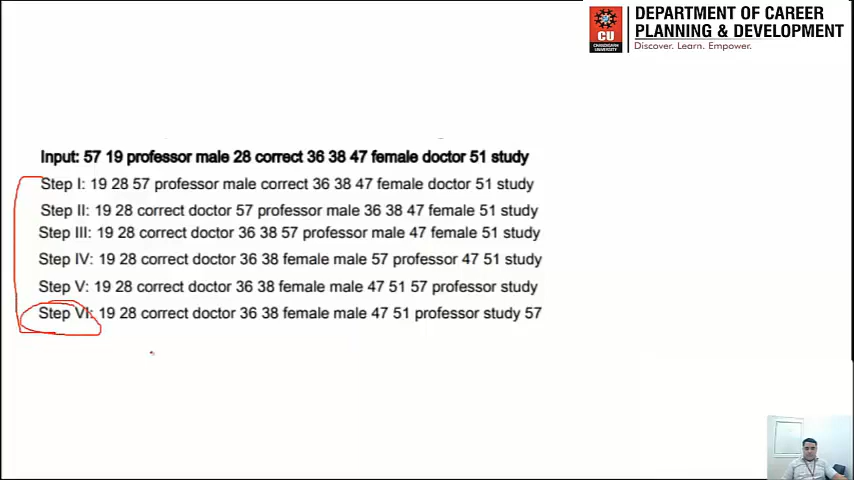 DEPARTMENT OF CAREER
PLANNING & DEVELOPMENT
Discover. Learn. Empower.
CU
CHANDIGARH
UNIVERSITY
Input: 57 19 professor male 28 correct 36 38 47 female doctor 51 study
Step I: 19 28 57 professor male correct 36 38 47 female doctor 51 study
Step II: 19 28 correct doctor 57 professor male 36 38 47 female 51 study
Step III: 19 28 correct doctor 36 38 57 professor male 47 female 51 study
Step IV: 19 28 correct doctor 36 38 female male 57 professor 47 51 study
Step V: 19 28 correct doctor 36 38 female male 47 51 57 professor study
Step VI: 19 28 correct doctor 36 38 female male 47 51 professor study 57